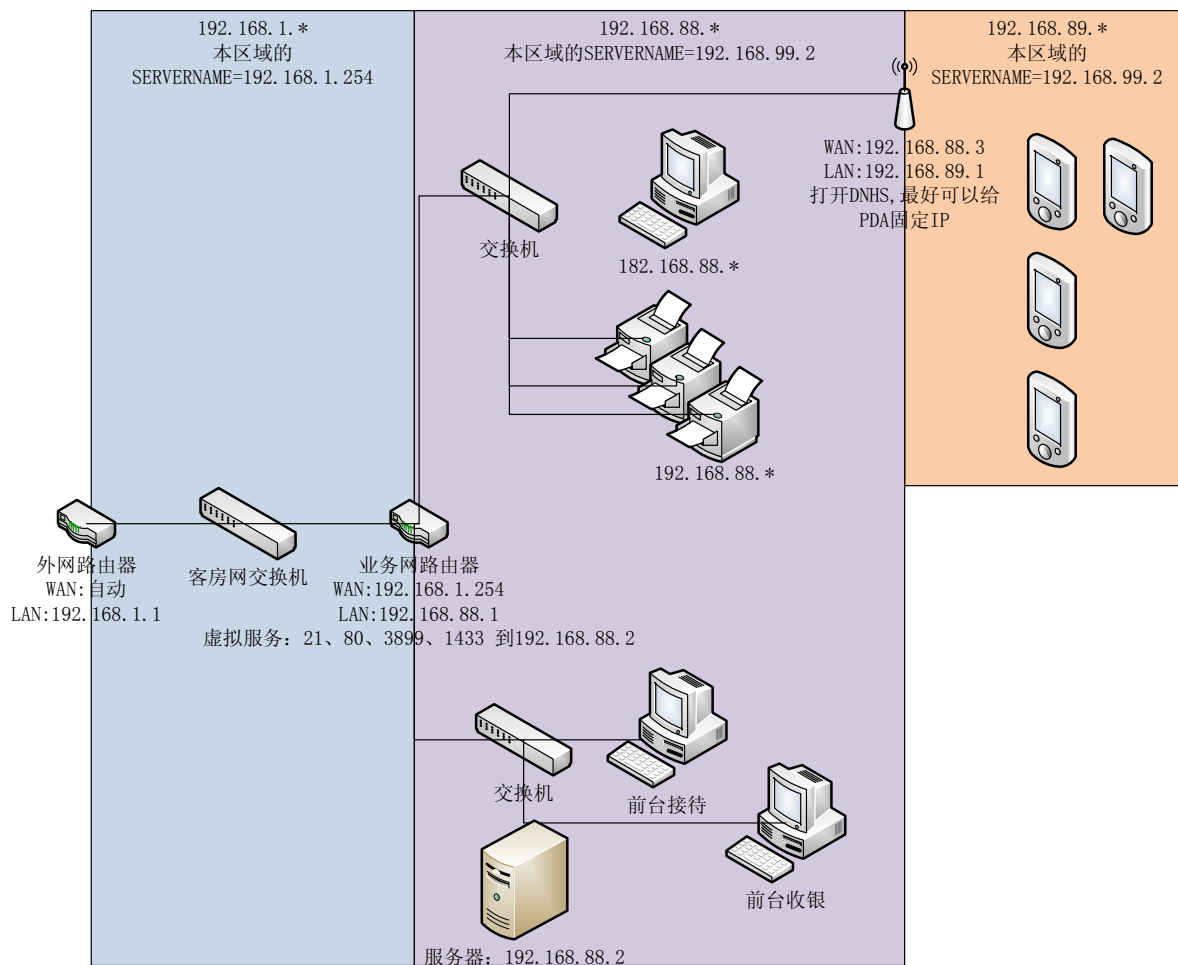 192.168.1.*
本区域的
SERVERNAME=192.168.1.254
192.168.88.*
本区域的SERVERNAME=192.168.99.2
192.168.89.*
本区域的
SERVERNAME=192.168.99.2
WAN:192.168.88.3
LAN:192.168.89.1
打开DNHS,最好可以给
PDA固定IP
交换机
182.168.88.*
192.168.88.*
外网路由器
WAN:自动
LAN:192.168.1.1
客房网交换机
业务网路由器
WAN:192.168.1.254
LAN:192.168.88.1
虚拟服务：21、80、3899、1433 到192.168.88.2
交换机
前台接待
前台收银
服务器：192.168.88.2